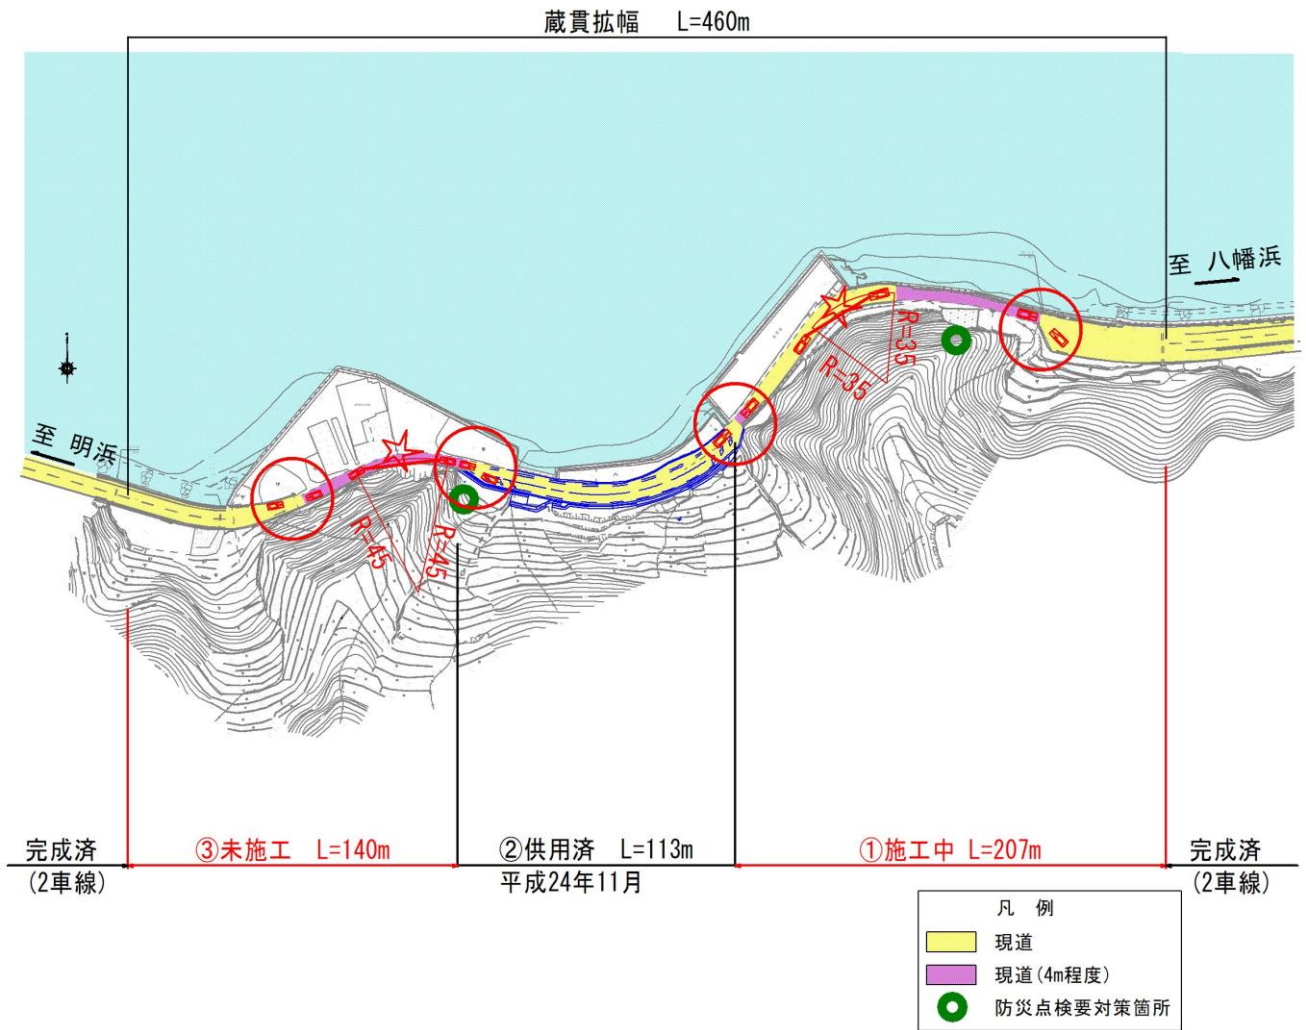 蔵貫拡幅 L=460m
至 八幡浜
R=35
R=35
至 明浜
R=45
R=45
完成済
(2車線)
③未施工 L=140m
②供用済 L=113m
平成24年11月
①施工中 L=207m
完成済
(2車線)
凡 例
現道
現道(4m程度)
防災点検要対策箇所